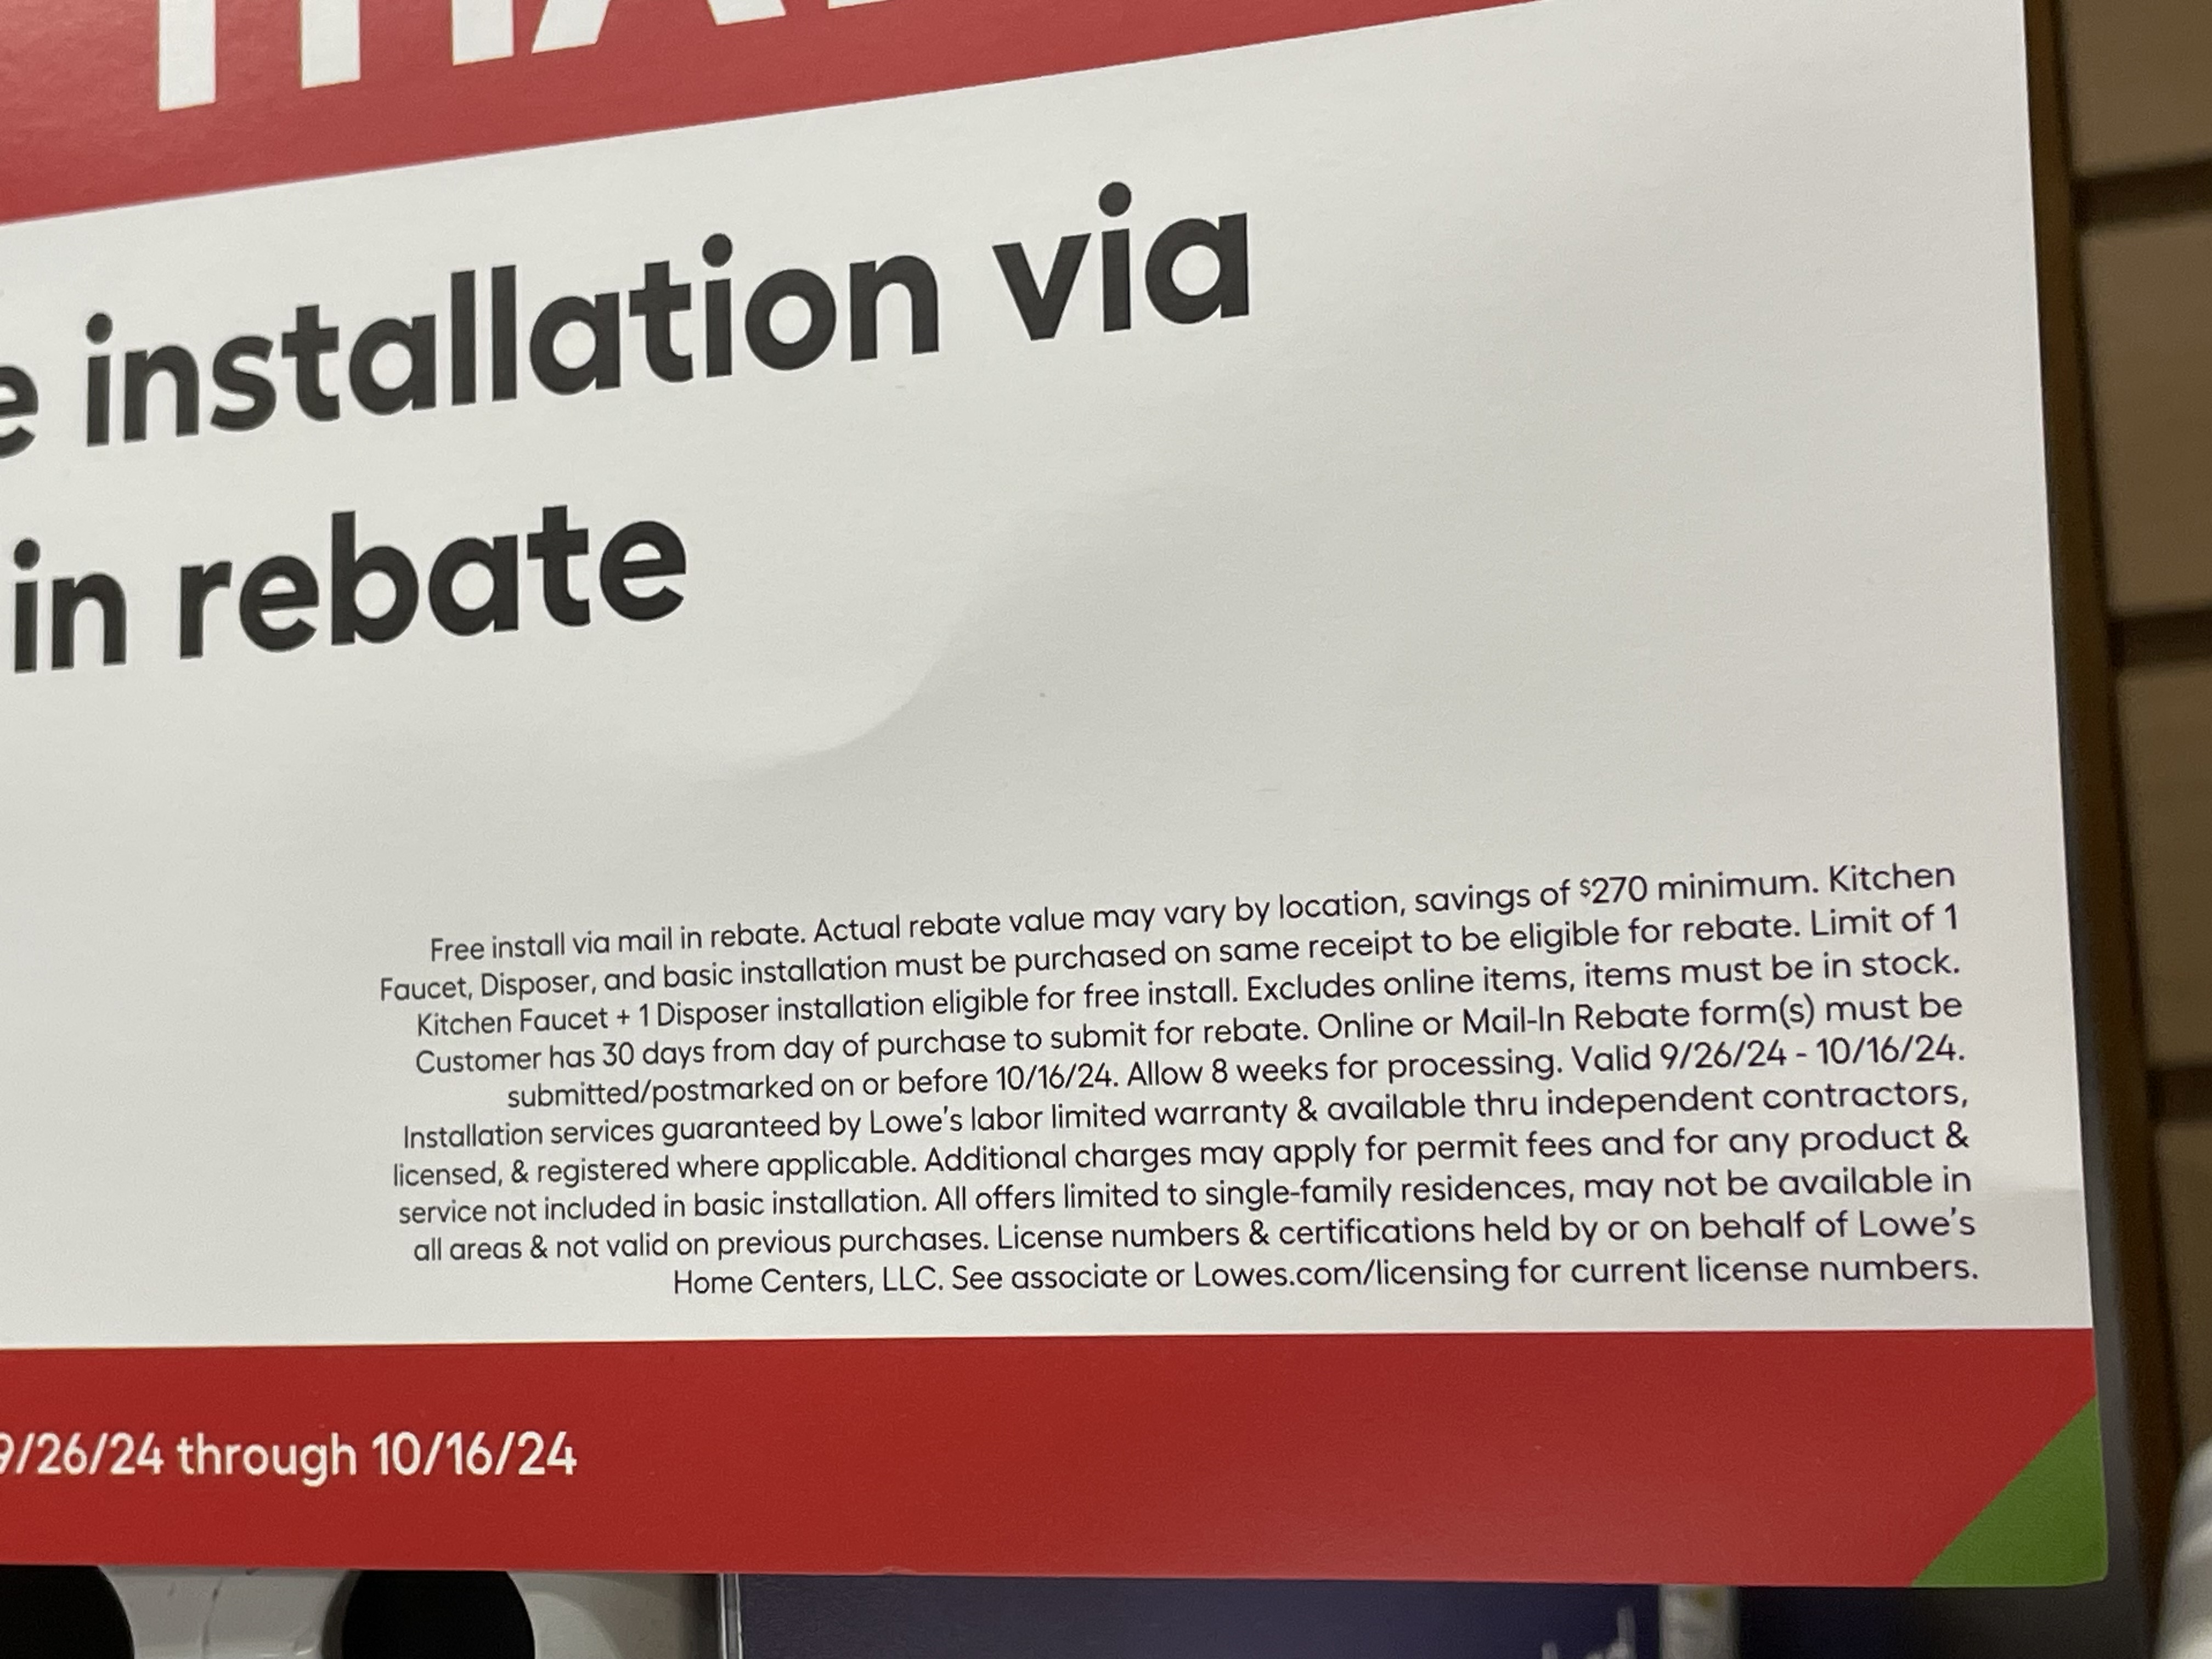 installation via
in rebate
Free install via mail in rebate. Actual rebate value may vary by location, savings of $270 minimum. Kitchen
Faucet, Disposer, and basic installation must be purchased on same receipt to be eligible for rebate. Limit of 1
Kitchen Faucet + 1 Disposer installation eligible for free install. Excludes online items, items must be in stock.
Customer has 30 days from day of purchase to submit for rebate. Online or Mail-In Rebate form(s) must be
submitted/postmarked on or before 10/16/24. Allow 8 weeks for processing. Valid 9/26/24 - 10/16/24.
Installation services guaranteed by Lowe's labor limited warranty & available thru independent contractors,
licensed, & registered where applicable. Additional charges may apply for permit fees and for any product &
service not included in basic installation. All offers limited to single-family residences, may not be available in
all areas & not valid on previous purchases. License numbers & certifications held by or on behalf of Lowe's
Home Centers, LLC. See associate or Lowes.com/licensing for current license numbers.
9/26/24 through 10/16/24